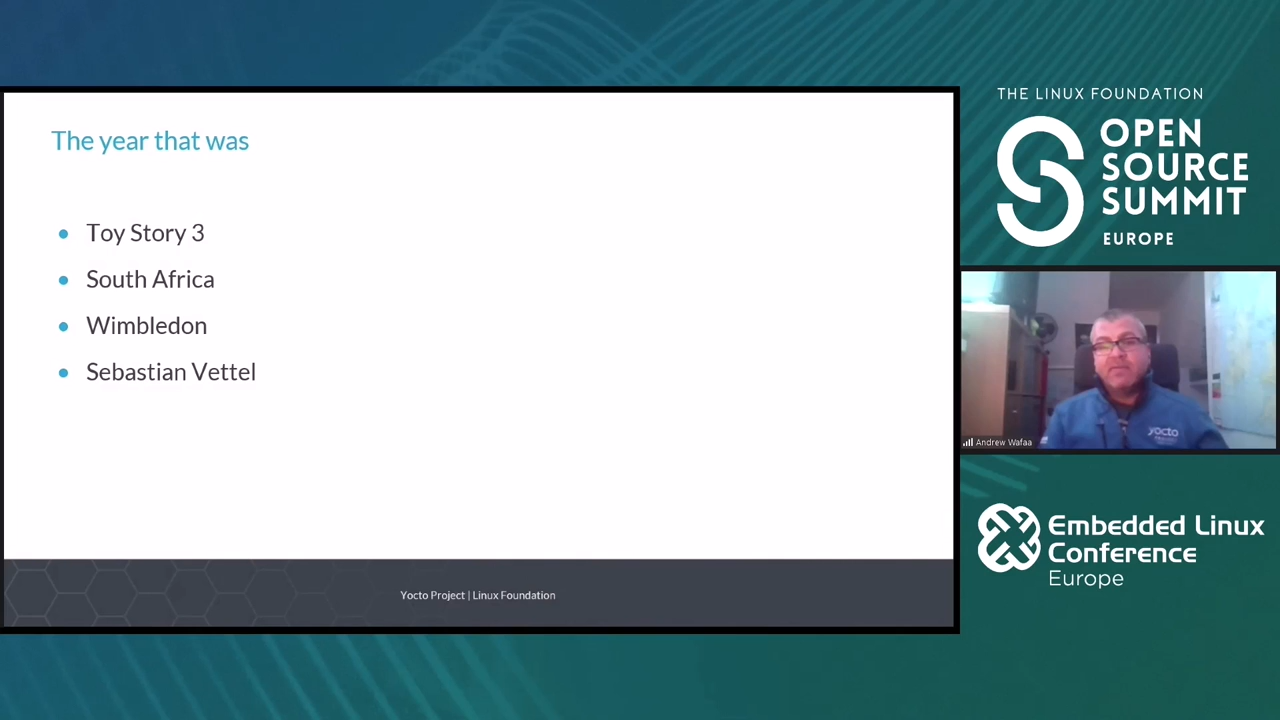 The year that was
Toy Story 3
South Africa
Wimbledon
Sebastian Vettel
Yocto Project | Linux Foundation
THE LINUX FOUNDATION
OPEN
SOURCE
SUMMIT
EUROPE
yocto
Andrew Wafaa
Embedded Linux
Conference
Europe